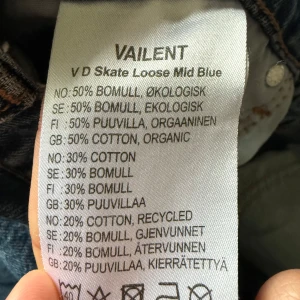 VAILENT
V D Skate Loose Mid Blue
NO: 50% BOMULL, ØKOLOGISK
SE : 50% BOMULL, EKOLOGISK
FI : 50% PUUVILLA, ORGAANINEN
GB: 50% COTTON, ORGANIC
NO: 30% COTTON
SE: 30% BOMULL
FI : 30% BOMULL
GB: 30% PUUVILLAA
NO: 20% COTTON, RECYCLED
SE: 20% BOMULL, GJENVUNNET
FI : 20% BOMULL, ÅTERVUNNEN
GB: 20% PUUVILLAA, KIERRÄTETTYÄ
60